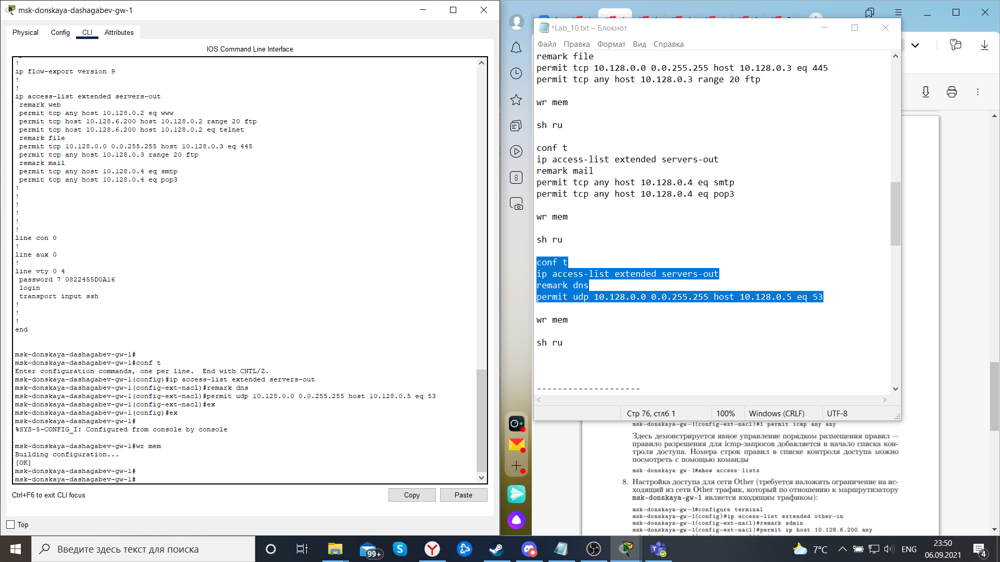 msk-donskaya-dashagabev-gw-1
Physical Config CLI Attributes
IOS Command Line Interface
!
ip flow-export version 9
!
!
ip access-list extended servers-out
remark web
permit tcp any host 10.128.0.2 eq www
permit tcp host 10.128.6.200 host 10.128.0.2 range 20 ftp
permit tcp host 10.128.6.200 host 10.128.0.2 eq telnet
remark file
permit tcp 10.128.0.0 0.0.255.255 host 10.128.0.3 eq 445
permit tcp any host 10.128.0.3 range 20 ftp
remark mail
permit tcp any host 10.128.0.4 eq smtp
permit tcp any host 10.128.0.4 eq pop3
!
!
!
!
!
!
line con 0
!
line aux 0
!
line vty 0 4
password 7 0822455D0A16
login
transport input ssh
!
!
!
end
msk-donskaya-dashagabev-gw-1#
msk-donskaya-dashagabev-gw-1#conf t
Enter configuration commands, one per line. End with CNTL/Z.
msk-donskaya-dashagabev-gw-1(config)#ip access-list extended servers-out
msk-donskaya-dashagabev-gw-1(config-ext-nacl)#remark dns
msk-donskaya-dashagabev-gw-1(config-ext-nacl)#permit udp 10.128.0.0 0.0.255.255 host 10.128.0.5 eq 53
msk-donskaya-dashagabev-gw-1(config-ext-nacl)#ex
msk-donskaya-dashagabev-gw-1(config)#ex
msk-donskaya-dashagabev-gw-1#
%SYS-5-CONFIG_I: Configured from console by console
msk-donskaya-dashagabev-gw-1#wr mem
Building configuration...
[OK]
msk-donskaya-dashagabev-gw-1#
msk-donskaya-dashagabev-gw-1#
Ctrl+F6 to exit CLI focus
Copy
Paste
Top
*Lab_10.txt – Блокнот
Файл Правка Формат Вид Справка
remark file
permit tcp 10.128.0.0 0.0.255.255 host 10.128.0.3 eq 445
permit tcp any host 10.128.0.3 range 20 ftp
wr mem
sh ru
conf t
ip access-list extended servers-out
remark mail
permit tcp any host 10.128.0.4 eq smtp
permit tcp any host 10.128.0.4 eq pop3
wr mem
sh ru
conf t
ip access-list extended servers-out
remark dns
permit udp 10.128.0.0 0.0.255.255 host 10.128.0.5 eq 53
wr mem
sh ru
--------------------
Стр 76, стлб 1
100%
Windows (CRLF)
UTF-8
8
msk-donskaya-gw-1(config-ext-nacl)#1 permit icmp any any
Здесь демонстрируется явное управление порядком размещения правил —
правило разрешения для icmp-запросов добавляется в начало списка кон-
троля доступа. Номера строк правил в списке контроля доступа можно
посмотреть с помощью команды
msk-donskaya-gw-1#show access-lists
8. Настройка доступа для сети Other (требуется наложить ограничение на ис-
ходящий из сети Other трафик, который по отношению к маршрутизатору
msk-donskaya-gw-1 является входящим трафиком):
msk-donskaya-gw-1#configure terminal
msk-donskaya-gw-1(config)#ip access-list extended other-in
msk-donskaya-gw-1(config-ext-nacl)#remark admin
msk-donskaya-gw-1(config-ext-nacl)#permit ip host 10.128.6.200 any
Введите здесь текст для поиска
99+
7°C
ENG
23:50
06.09.2021
4